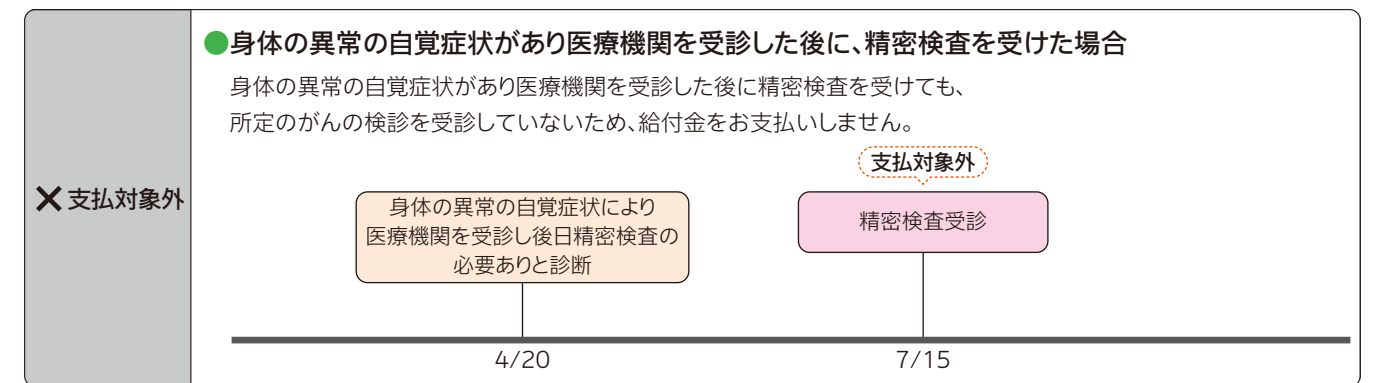 ●身体の異常の自覚症状があり医療機関を受診した後に、精密検査を受けた場合
身体の異常の自覚症状があり医療機関を受診した後に精密検査を受けても、
所定のがんの検診を受診していないため、給付金をお支払いしません。
✕支払対象外
支払対象外
身体の異常の自覚症状により
医療機関を受診し後日精密検査の
必要ありと診断
精密検査受診
4/20
7/15